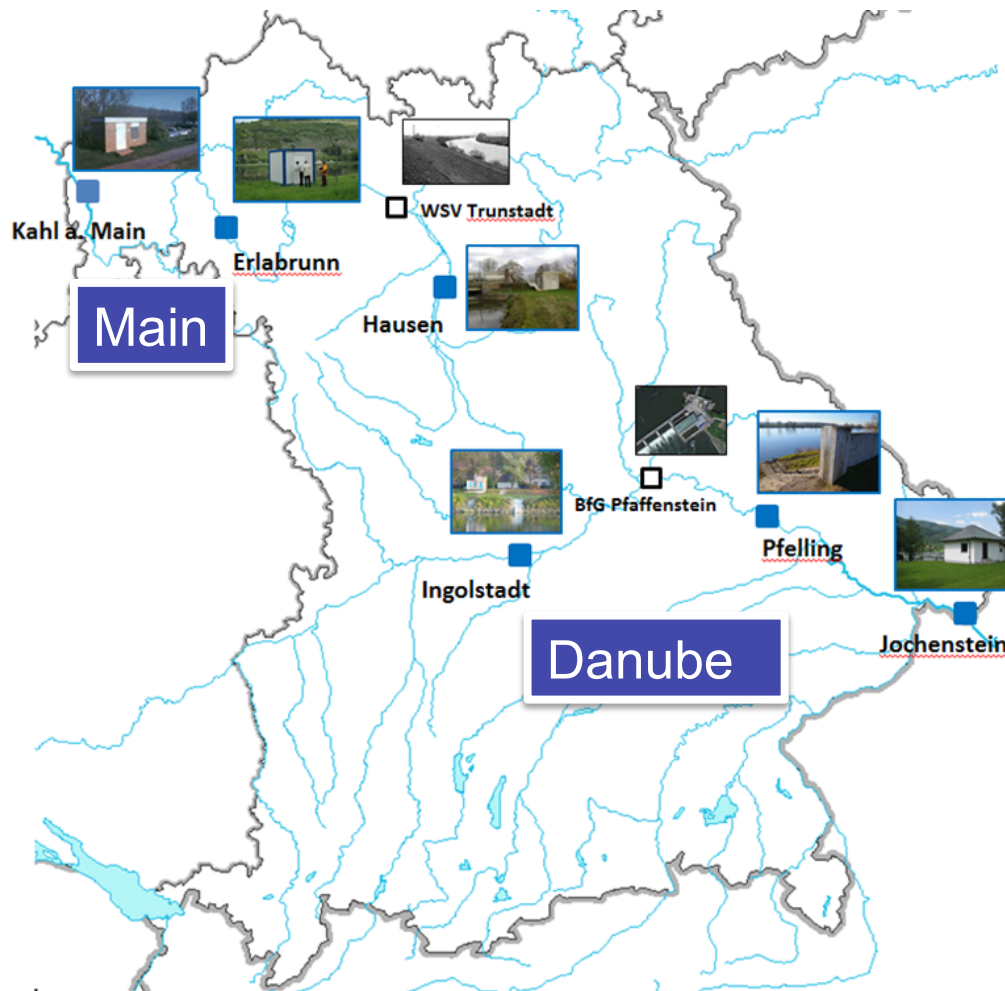 WSV Trunstadt
Kahl a. Main
Erlabrunn
Main
Hausen
BfG Pfaffenstein
Pfelling
Ingolstadt
Danube
Jochenstein